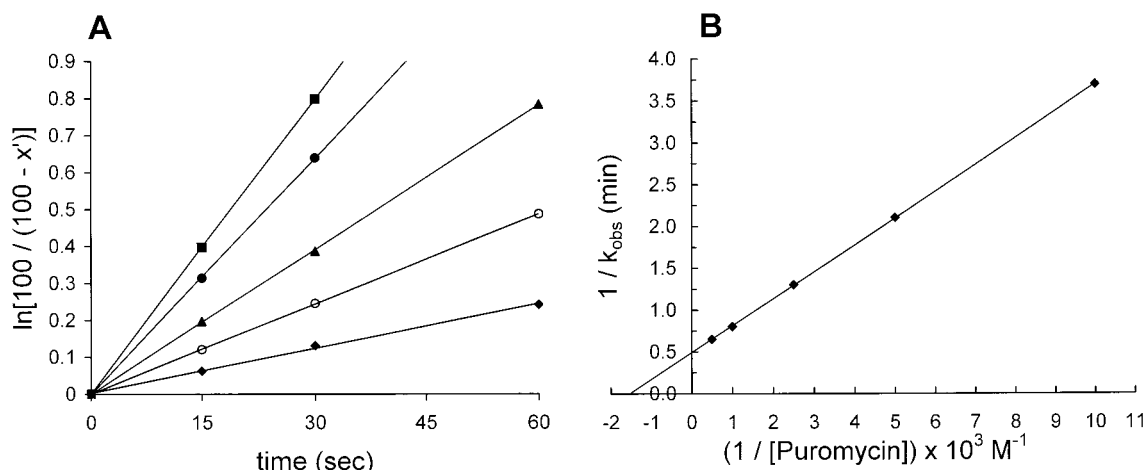 A
ln[100 / (100 - x')]
0.9
0.8
0.7
0.6
0.5
0.4
0.3
0.2
0.1
0
0 15 30 45 60
time (sec)
B
1 / kobs (min)
4.0
3.5
3.0
2.5
2.0
1.5
1.0
0.5
0.0
-2 -1 0 1 2 3 4 5 6 7 8 9 10 11
(1 / [Puromycin]) x 10³ M⁻¹